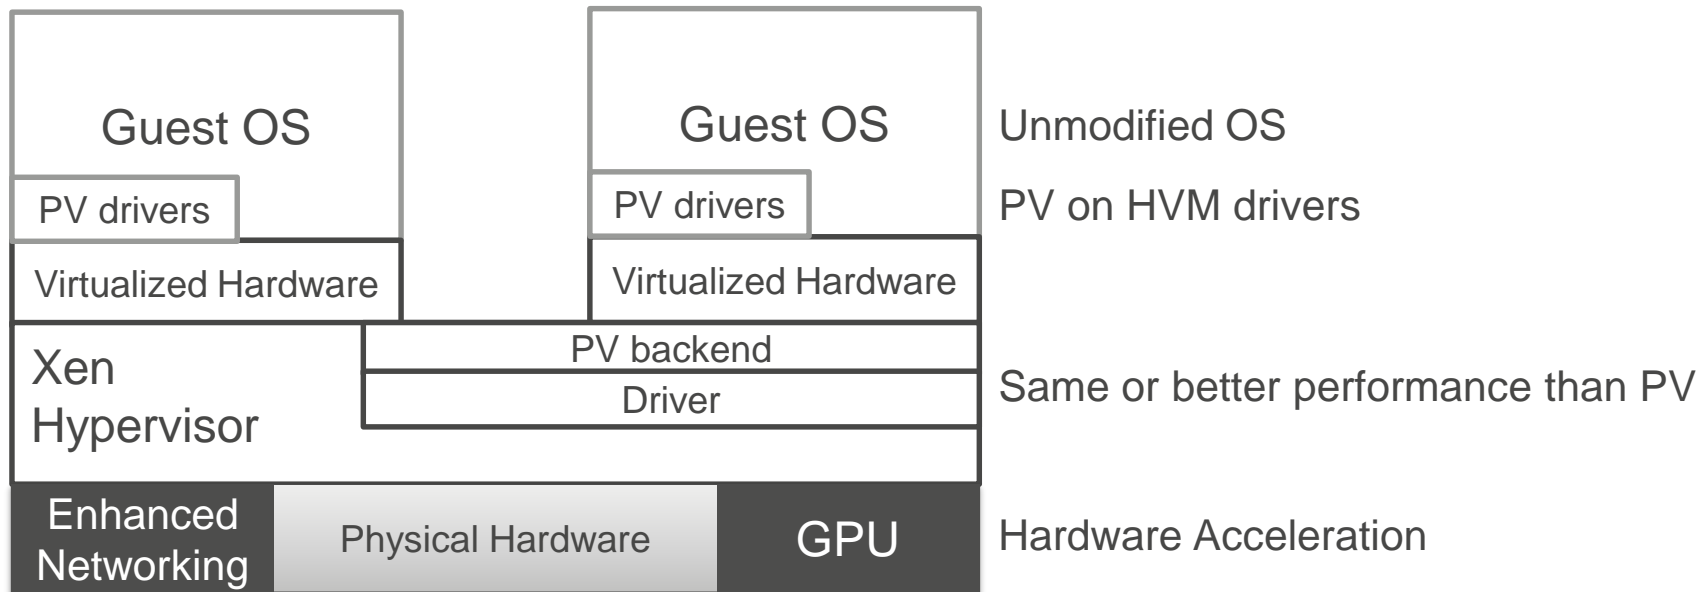 Guest OS
Guest OS
Unmodified OS
PV drivers
PV drivers
PV on HVM drivers
Virtualized Hardware
Virtualized Hardware
Xen
Hypervisor
PV backend
Driver
Same or better performance than PV
Enhanced
Networking
Physical Hardware
GPU
Hardware Acceleration